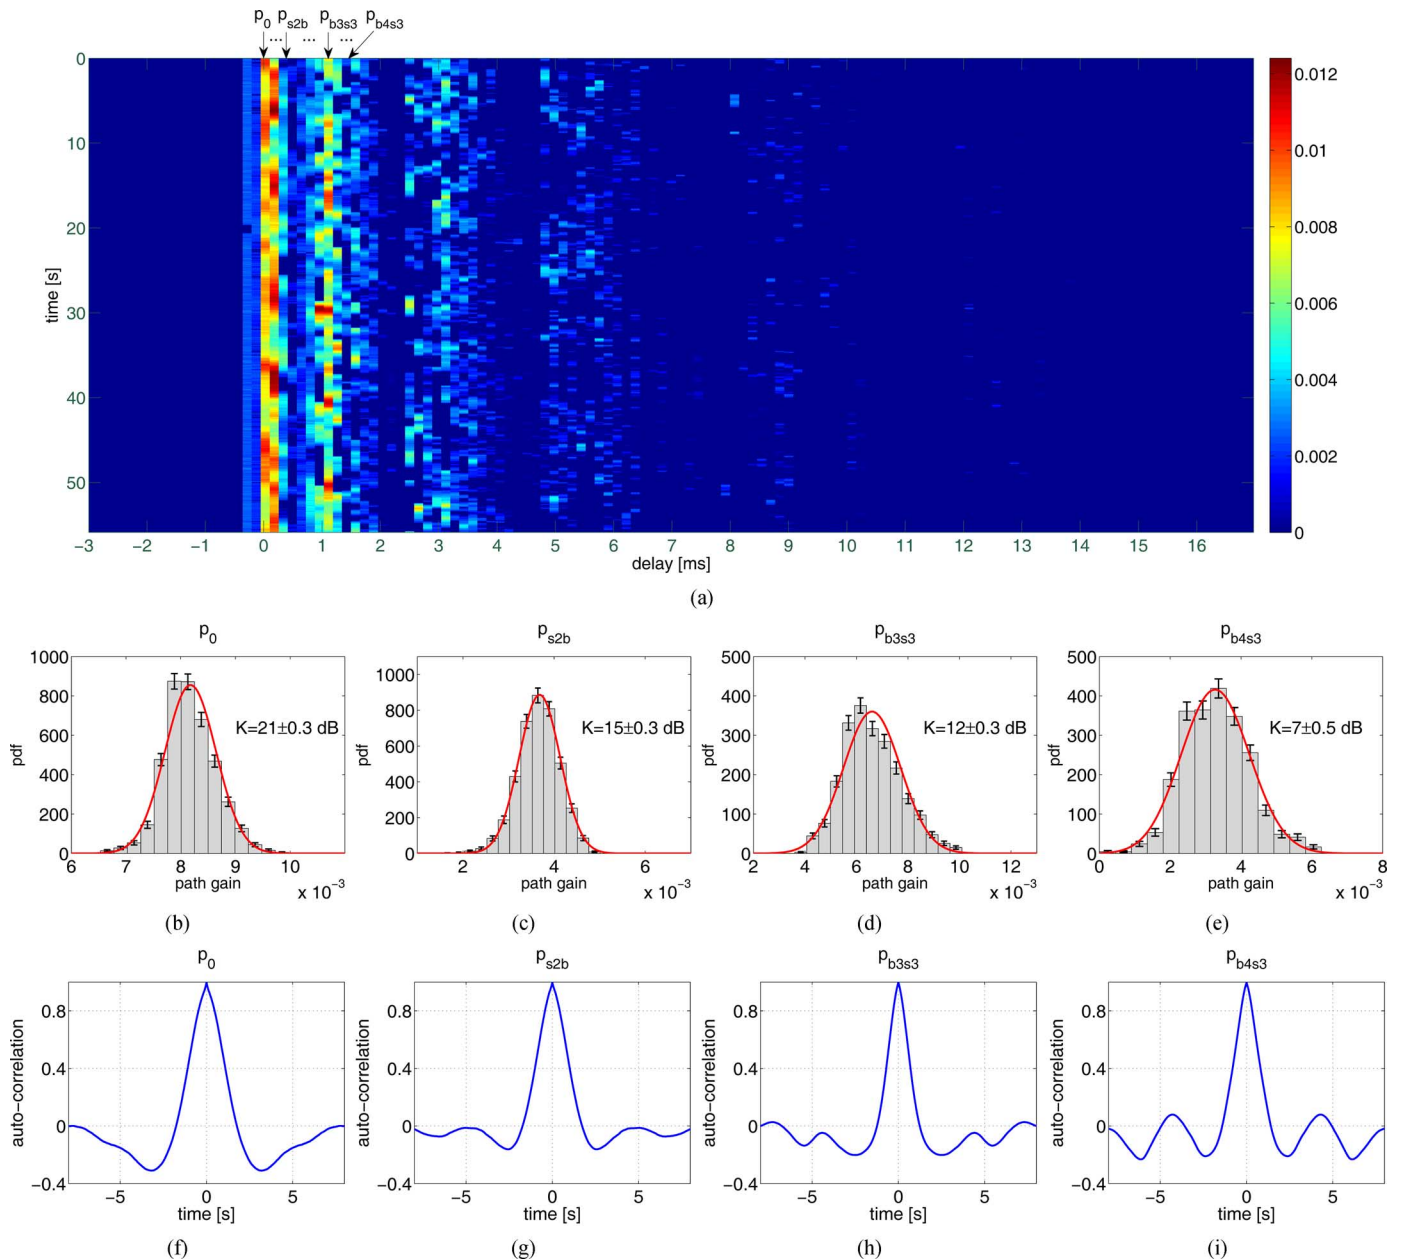 p0 ps2b pb3s3 pb4s3
... ... ...
0
10
20
30
40
50
time [s]
−3 −2 −1 0 1 2 3 4 5 6 7 8 9 10 11 12 13 14 15 16
delay [ms]
0.012
0.01
0.008
0.006
0.004
0.002
0
(a)
p0
1000
800
600
400
200
0
pdf
K=21±0.3 dB
6 7 8 9 10
path gain
x 10−3
(b)
ps2b
1000
800
600
400
200
0
pdf
K=15±0.3 dB
2 4 6
path gain
x 10−3
(c)
pb3s3
500
400
300
200
100
0
pdf
K=12±0.3 dB
2 4 6 8 10 12
path gain
x 10−3
(d)
pb4s3
500
400
300
200
100
0
pdf
K=7±0.5 dB
0 2 4 6 8
path gain
x 10−3
(e)
p0
0.8
0.4
0
−0.4
auto−correlation
−5 0 5
time [s]
(f)
ps2b
0.8
0.4
0
−0.4
auto−correlation
−5 0 5
time [s]
(g)
pb3s3
0.8
0.4
0
−0.4
auto−correlation
−5 0 5
time [s]
(h)
pb4s3
0.8
0.4
0
−0.4
auto−correlation
−5 0 5
time [s]
(i)